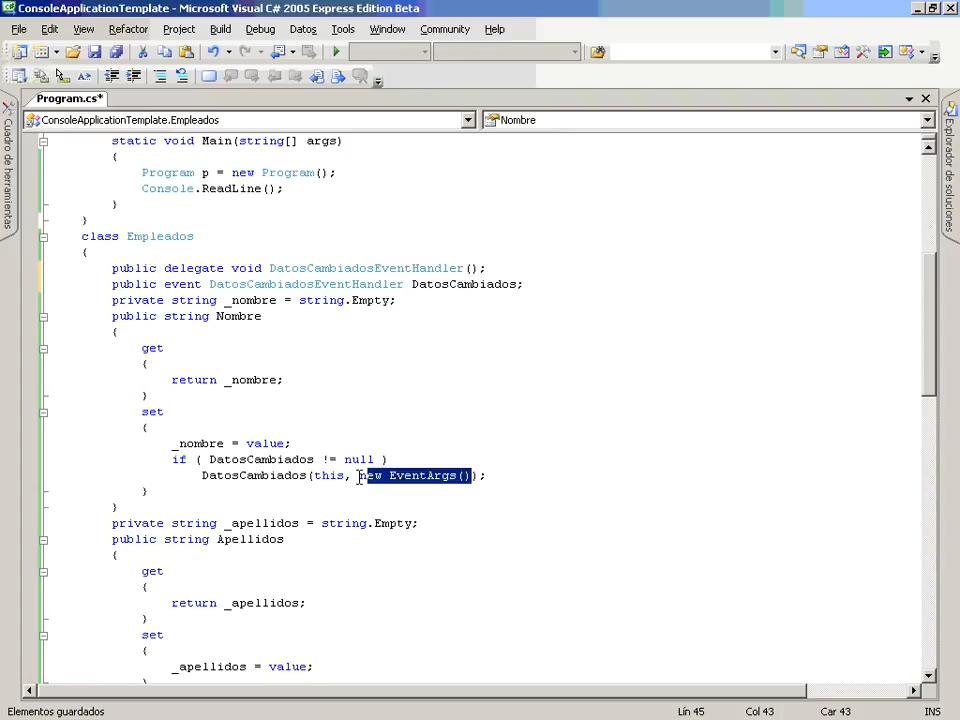 ConsoleApplicationTemplate - Microsoft Visual C# 2005 Express Edition Beta
File Edit View Refactor Project Build Debug Datos Tools Window Community Help
Program.cs*
ConsoleApplicationTemplate.Empleados Nombre
Cuadro de herramientas
Explorador de soluciones
static void Main(string[] args)
{
Program p = new Program();
Console.ReadLine();
}
}
class Empleados
{
public delegate void DatosCambiadosEventHandler();
public event DatosCambiadosEventHandler DatosCambiados;
private string _nombre = string.Empty;
public string Nombre
{
get
{
return _nombre;
}
set
{
_nombre = value;
if ( DatosCambiados != null )
DatosCambiados(this, new EventArgs());
}
}
private string _apellidos = string.Empty;
public string Apellidos
{
get
{
return _apellidos;
}
set
{
_apellidos = value;
Elementos guardados Lín 45 Col 43 Car 43 INS